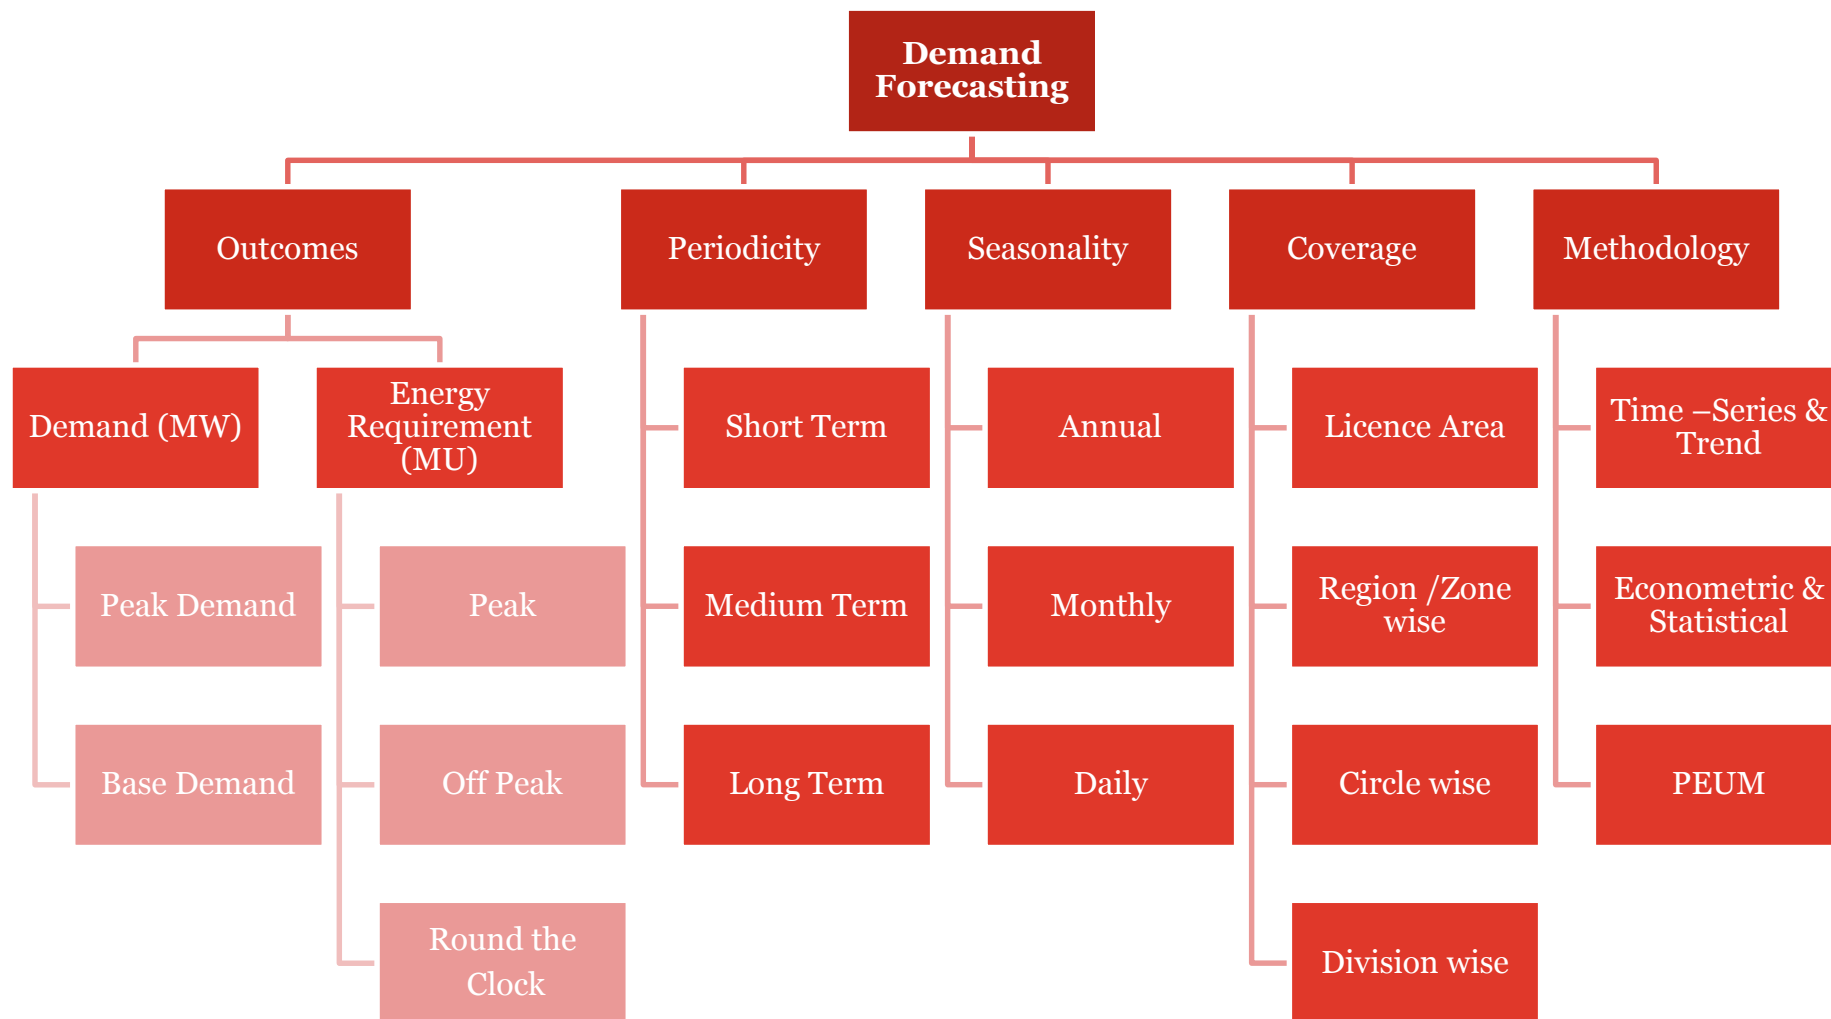 Demand
Forecasting
Outcomes
Periodicity
Seasonality
Coverage
Methodology
Demand (MW)
Energy
Requirement
(MU)
Short Term
Annual
Licence Area
Time –Series &
Trend
Peak Demand
Peak
Medium Term
Monthly
Region /Zone
wise
Econometric &
Statistical
Base Demand
Off Peak
Long Term
Daily
Circle wise
PEUM
Round the
Clock
Division wise